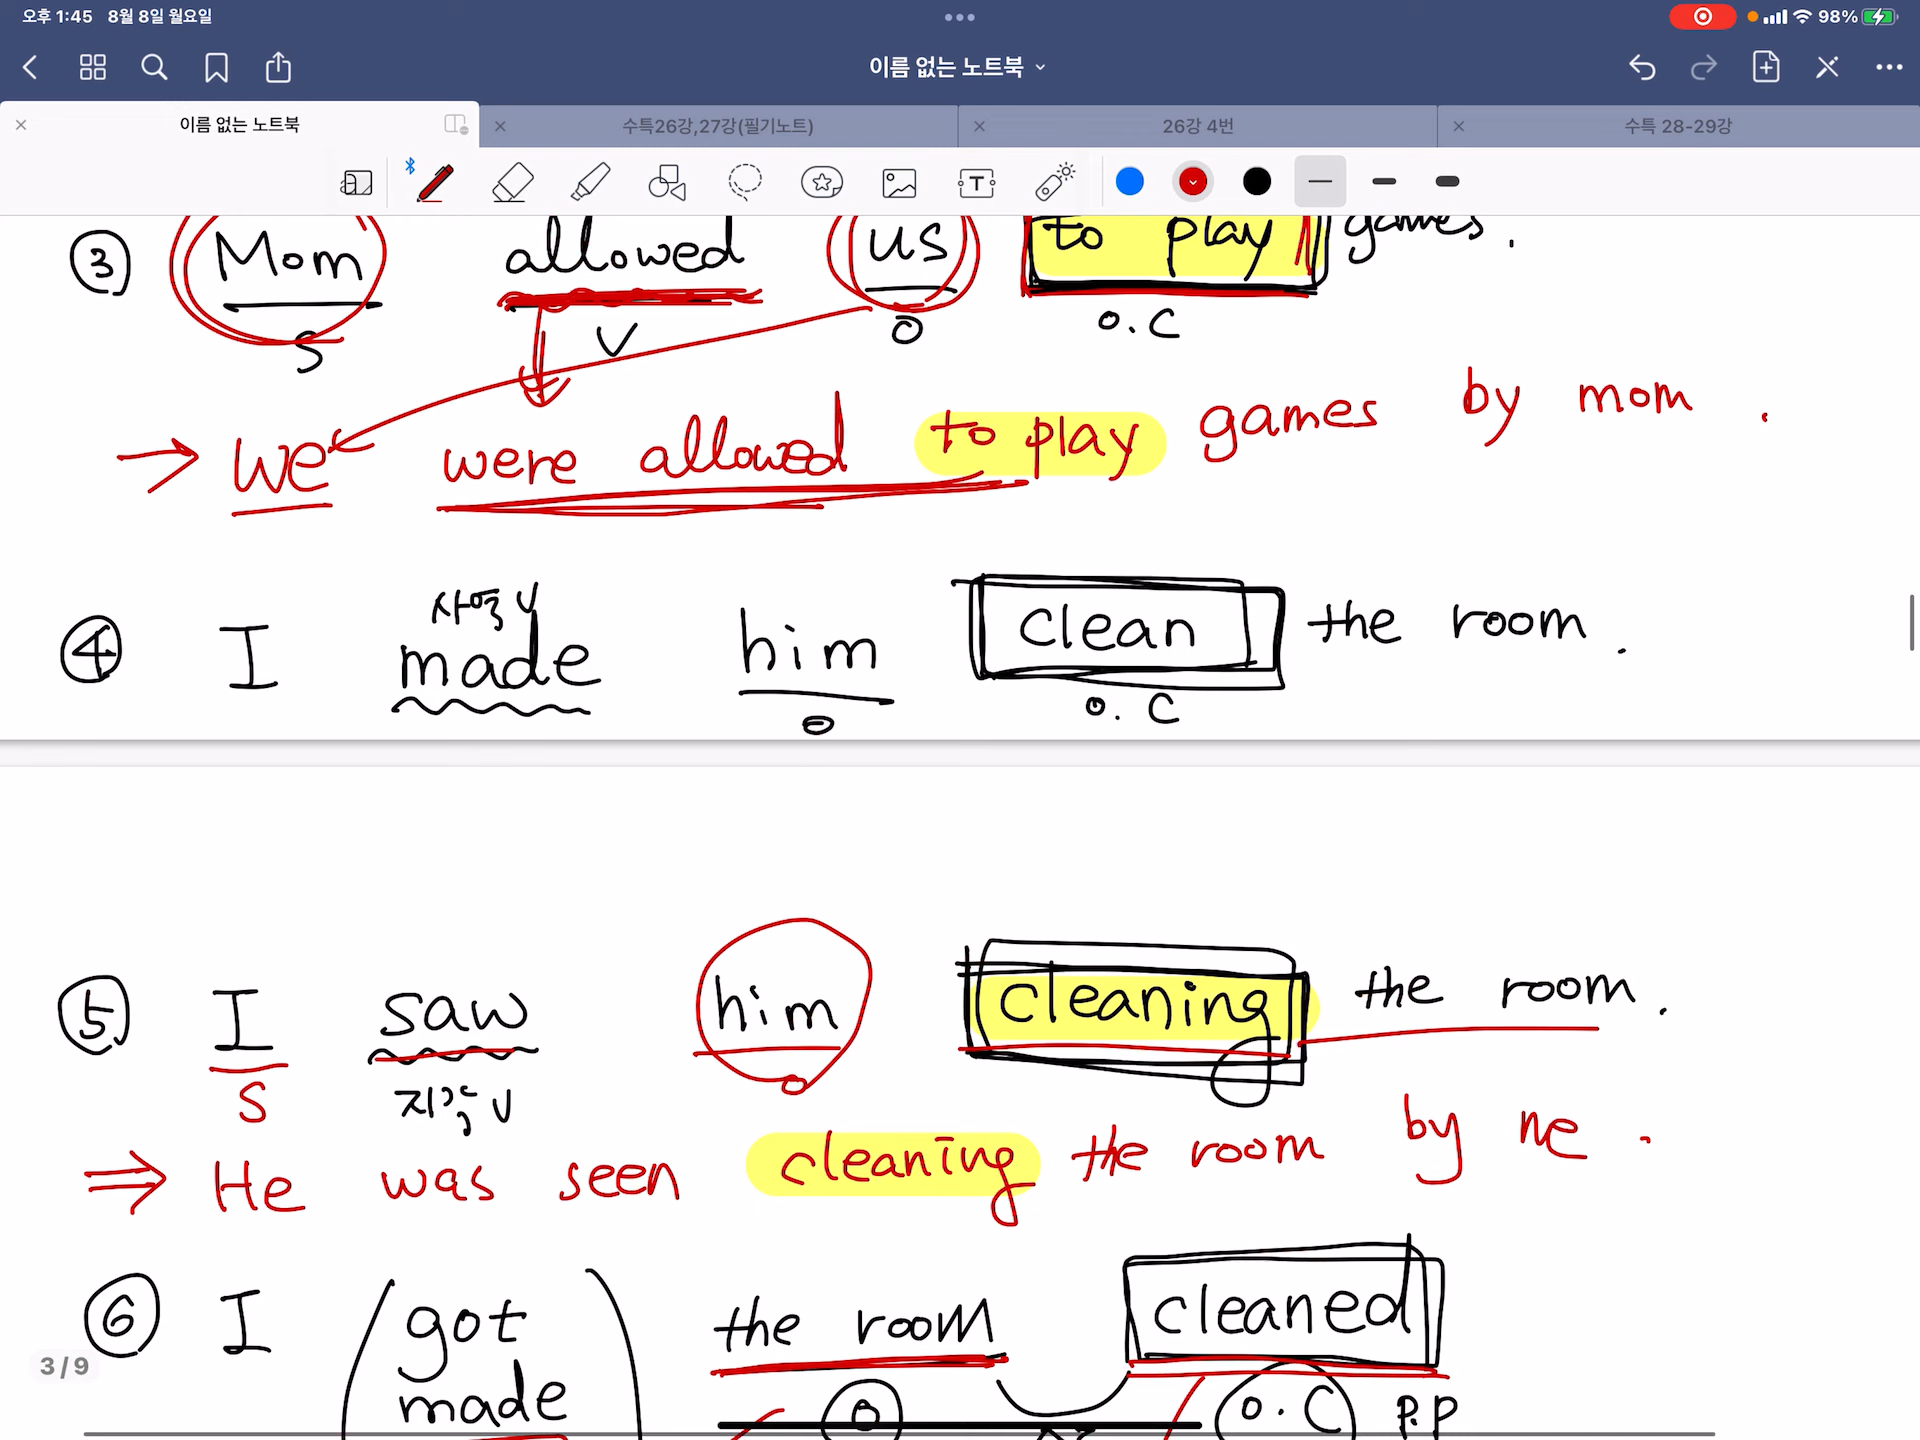 오후 1:45 8월 8일 월요일
98%
이름 없는 노트북
이름 없는 노트북
수특26강,27강(필기노트)
26강 4번
수특 28-29강
③ Mom allowed us to play games.
S V O O.C
→ We were allowed to play games by mom.
사역 V
④ I made him clean the room.
O O.C
⑤ I saw him cleaning the room.
S 지각 V O
⇒ He was seen cleaning the room by me.
⑥ I got the room cleaned
made O O.C P.P
3 / 9